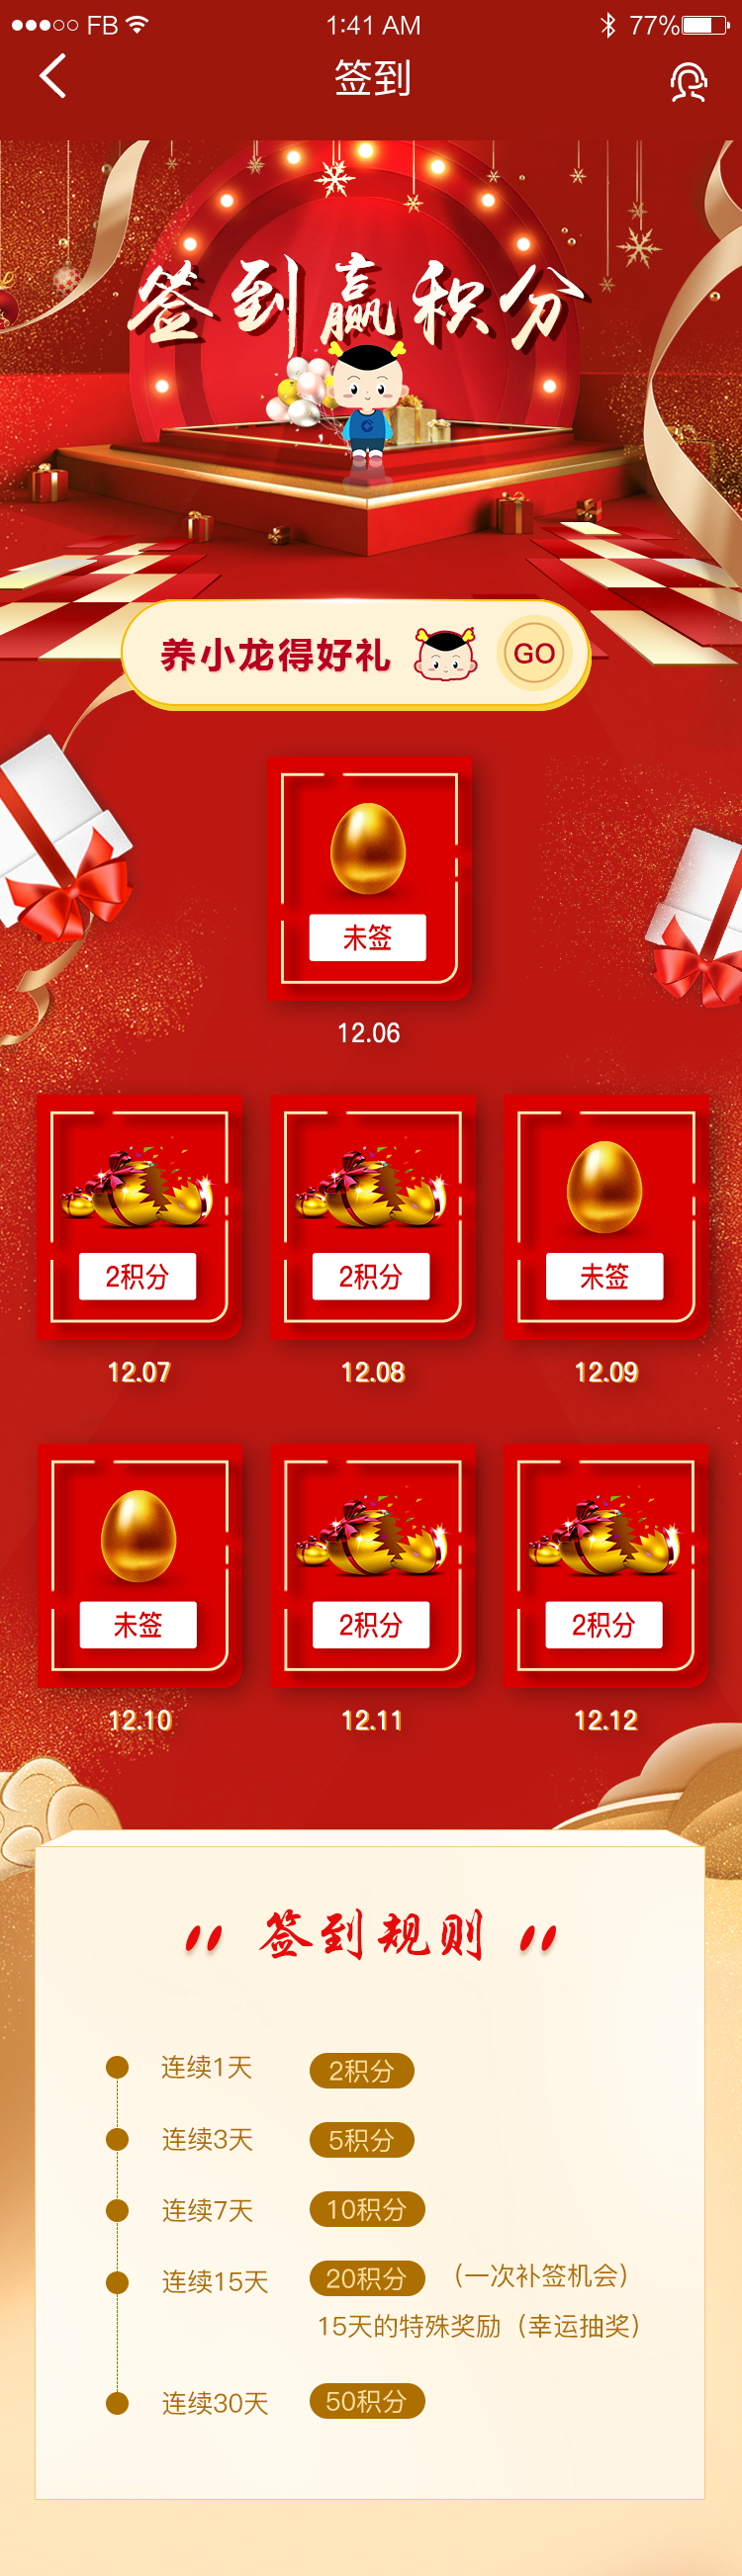 FB 1:41 AM 77%
签到
签到赢积分
养小龙得好礼 GO
未签
12.06
2积分 2积分 未签
12.07 12.08 12.09
未签 2积分 2积分
12.10 12.11 12.12
签到规则
连续1天 2积分
连续3天 5积分
连续7天 10积分
连续15天 20积分 （一次补签机会）
15天的特殊奖励（幸运抽奖）
连续30天 50积分